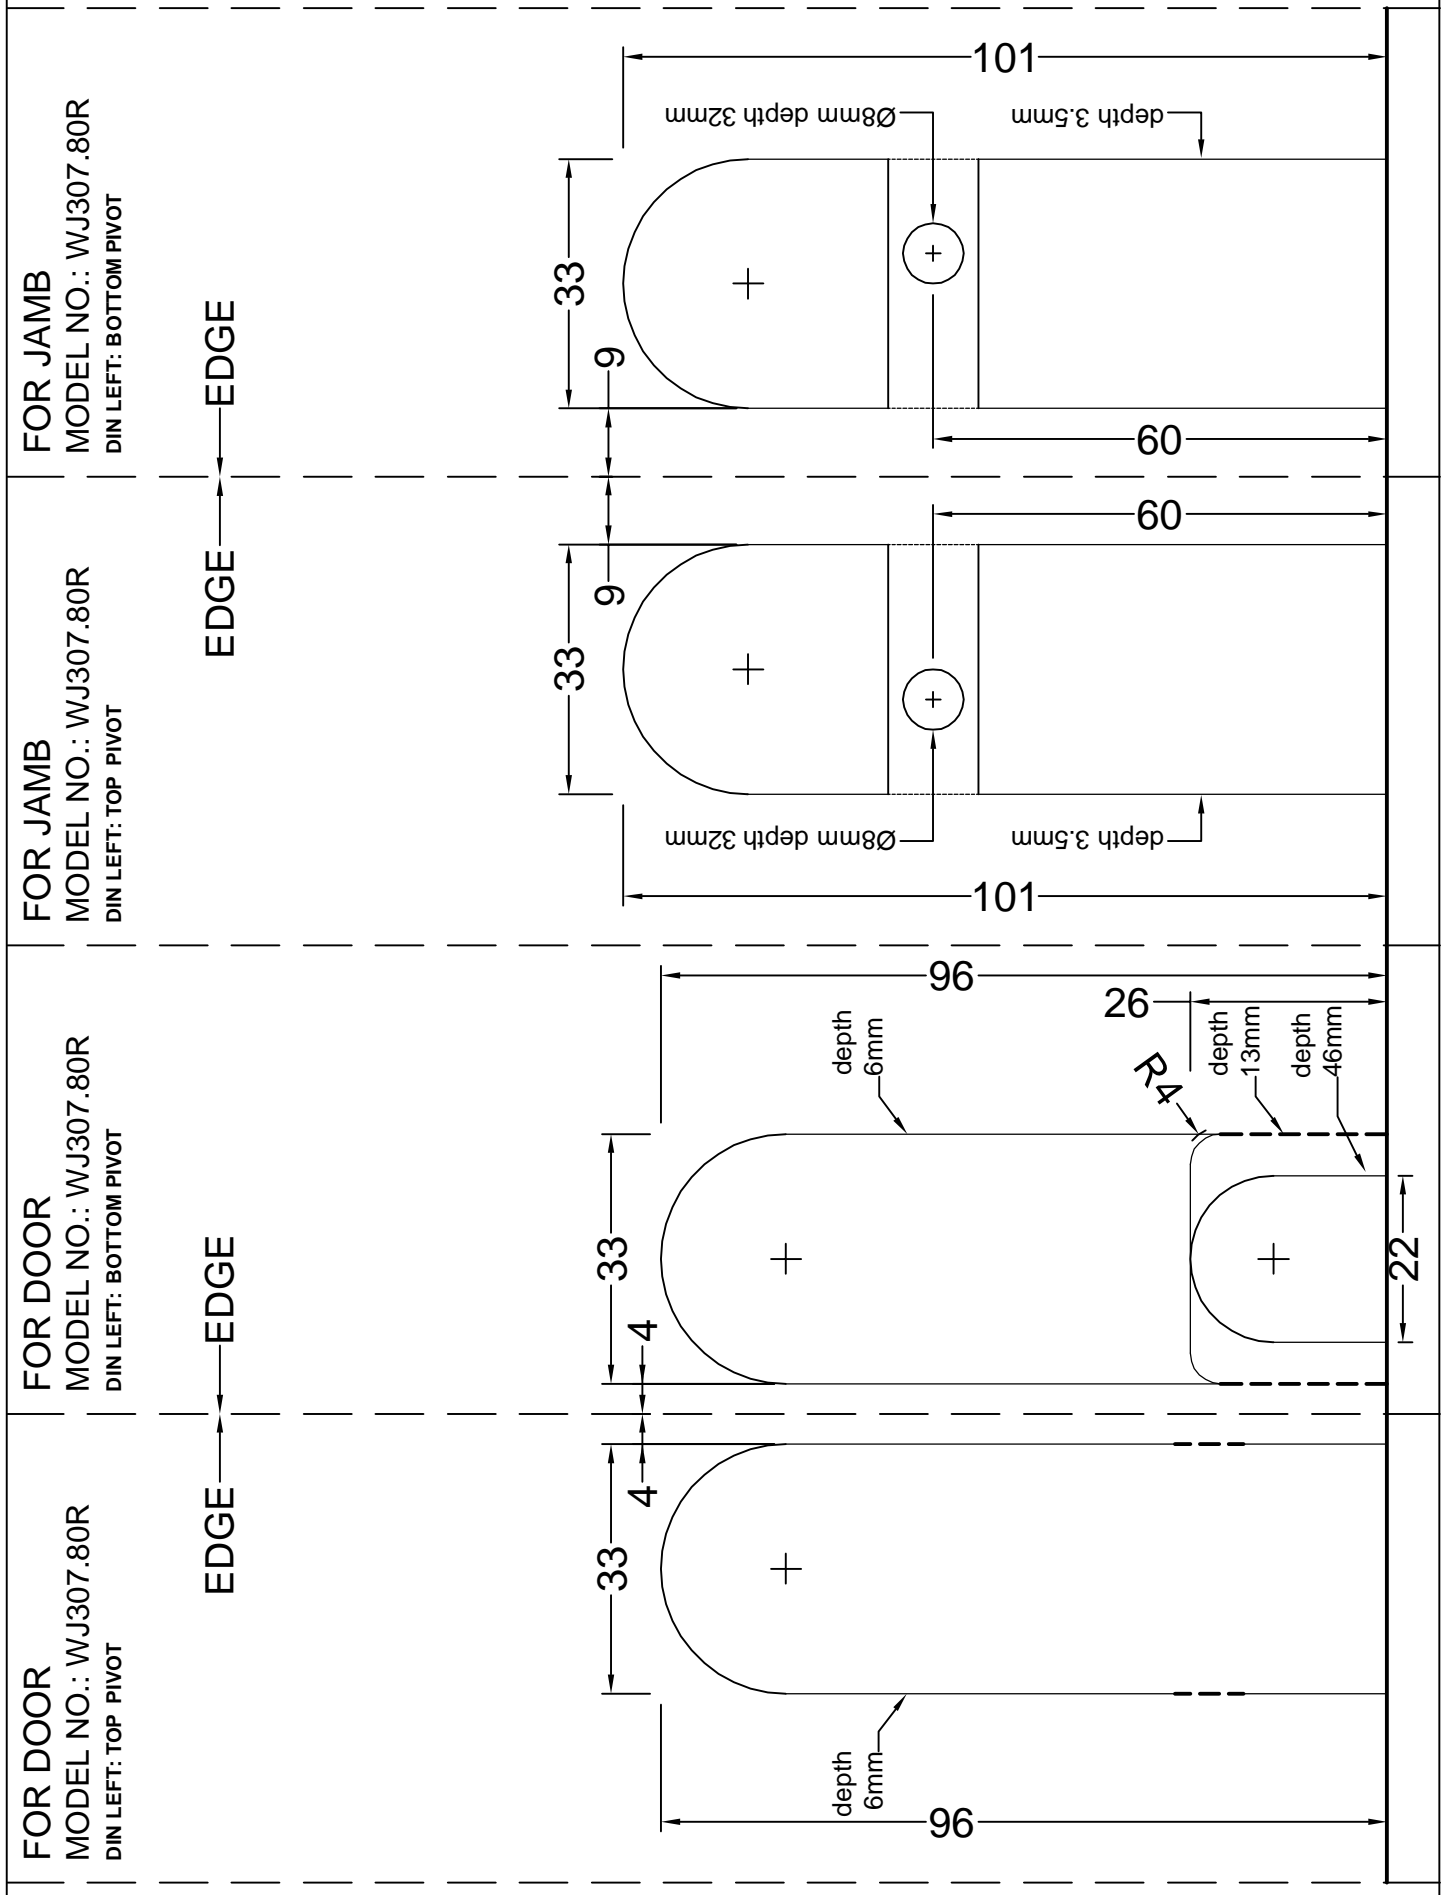 FOR JAMB
MODEL NO.: WJ307.80R
DIN LEFT: BOTTOM PIVOT
EDGE
101
Ø8mm depth 32mm
depth 3.5mm
33
9
60
FOR JAMB
MODEL NO.: WJ307.80R
DIN LEFT: TOP PIVOT
EDGE
60
9
33
Ø8mm depth 32mm
depth 3.5mm
101
FOR DOOR
MODEL NO.: WJ307.80R
DIN LEFT: BOTTOM PIVOT
EDGE
96
26
depth
6mm
R4
depth
13mm
depth
46mm
33
22
4
FOR DOOR
MODEL NO.: WJ307.80R
DIN LEFT: TOP PIVOT
EDGE
4
33
depth
6mm
96